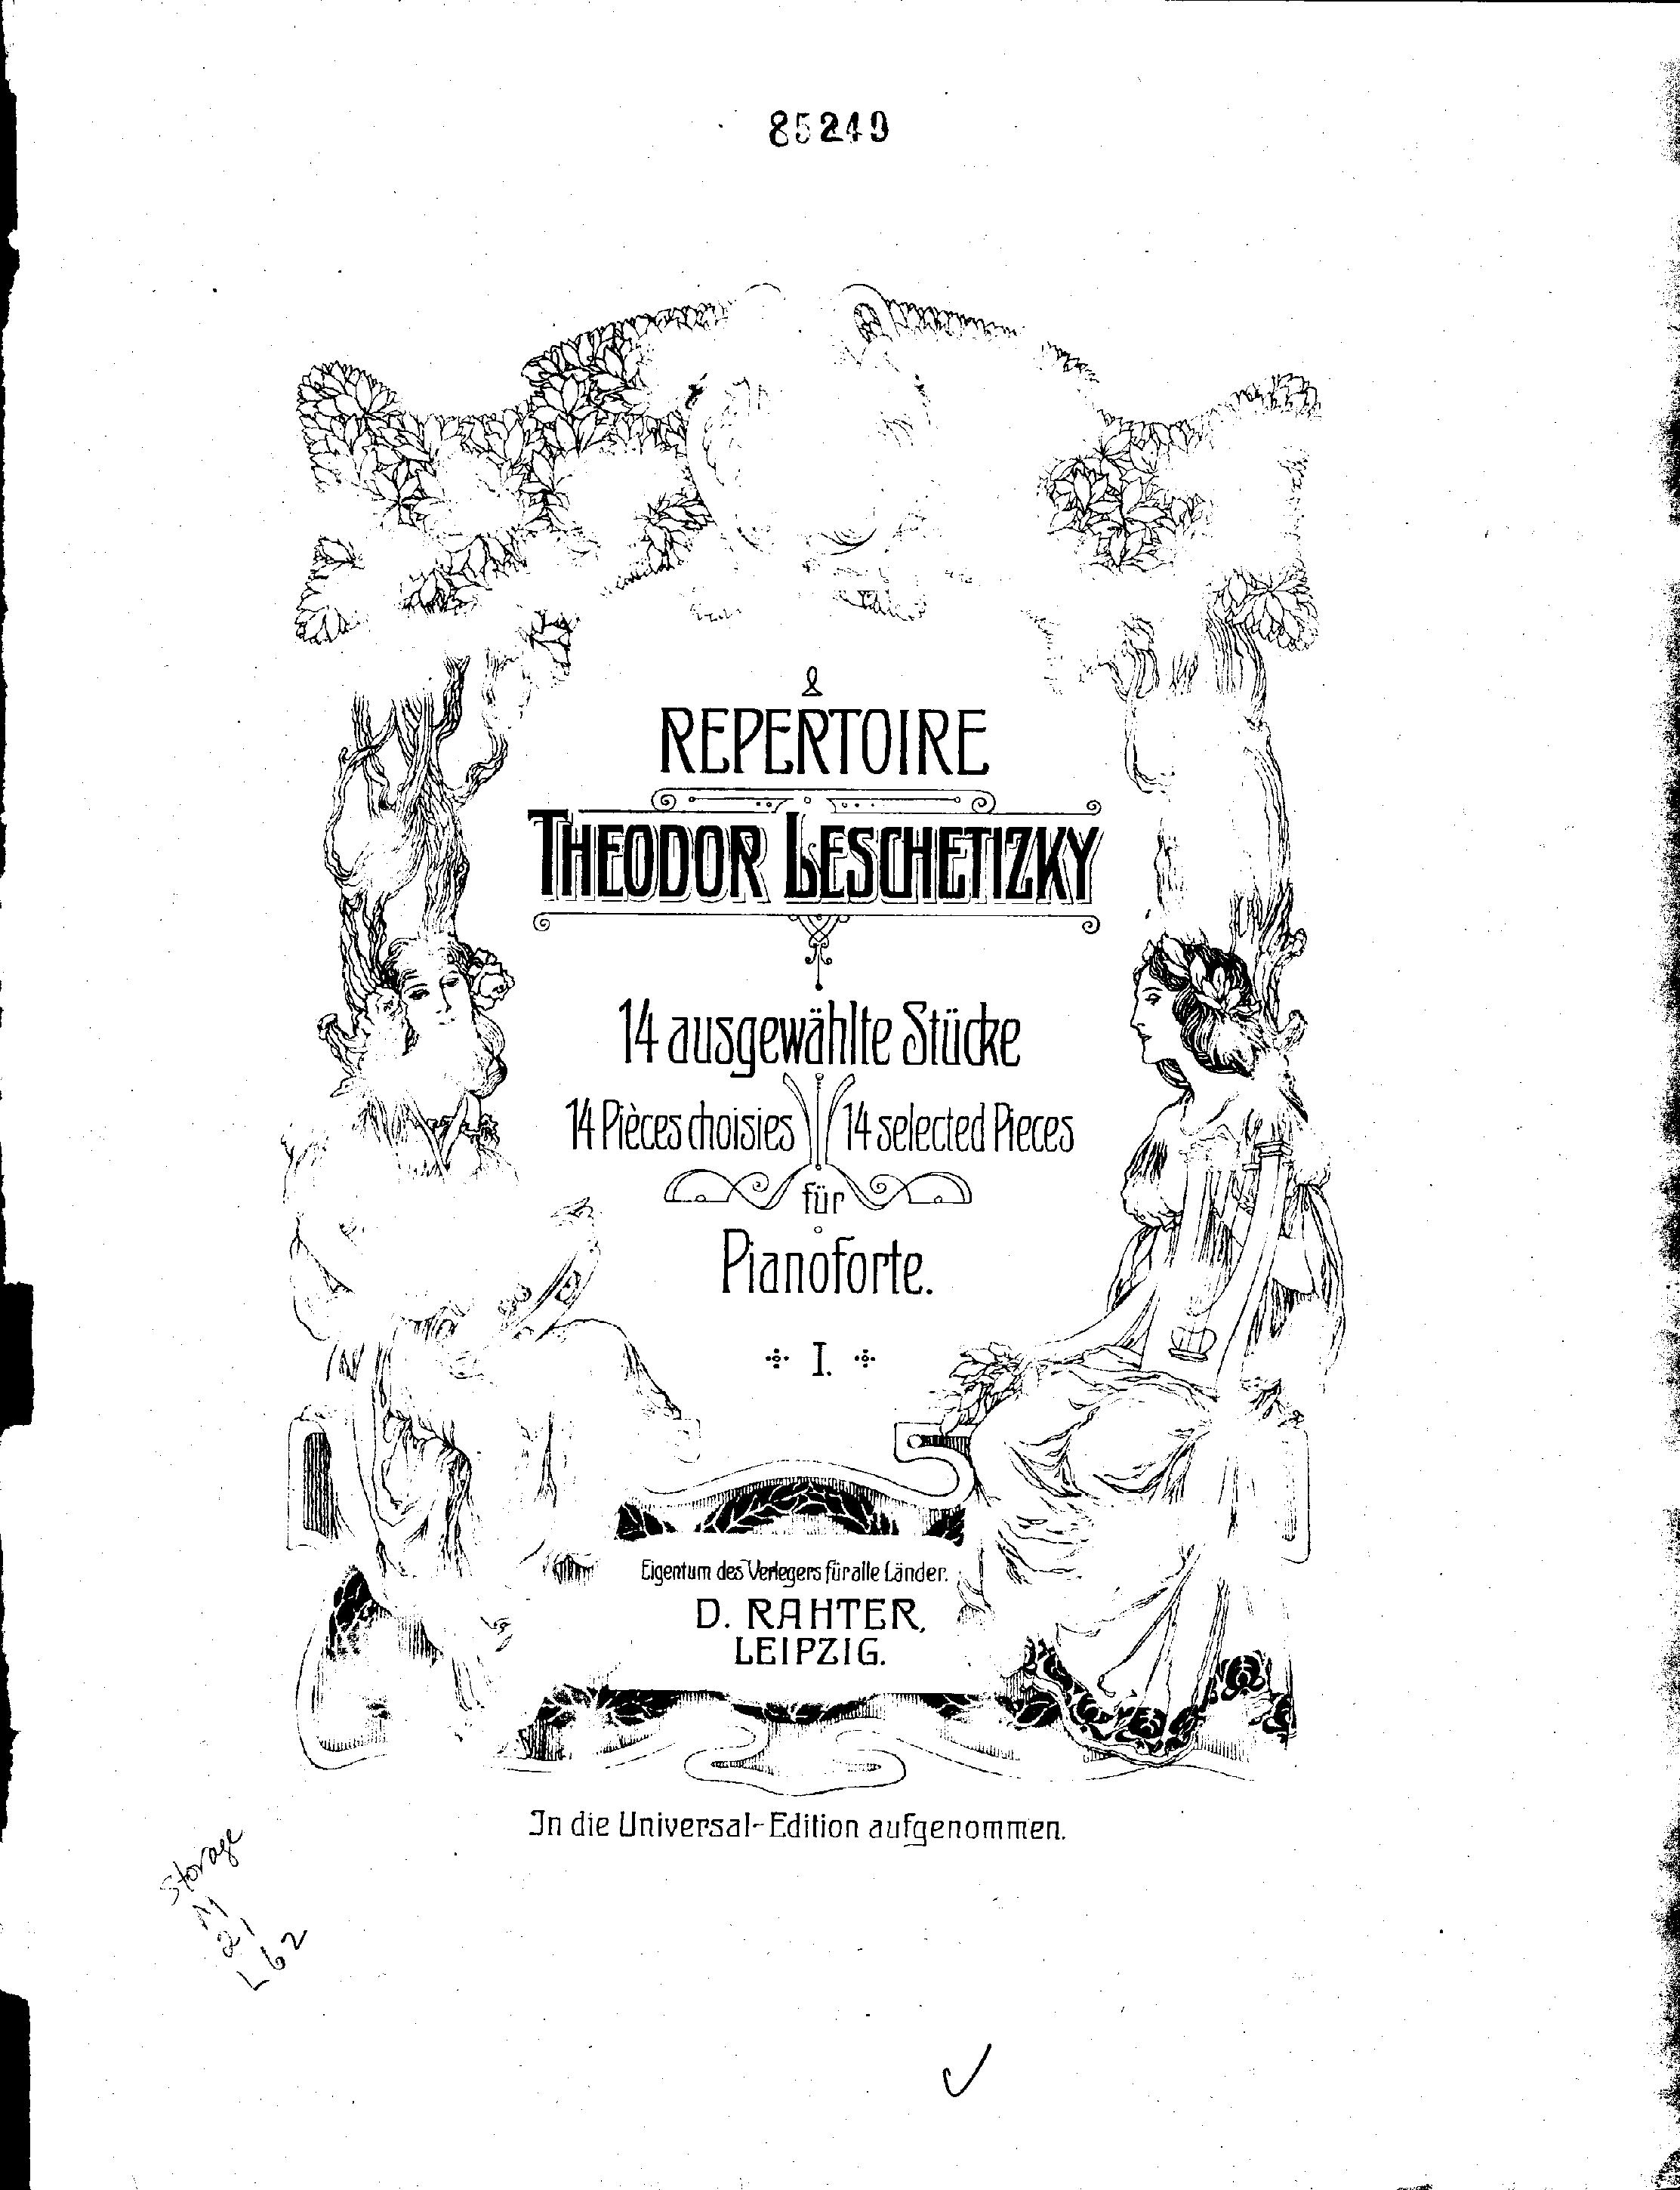 85249
REPERTOIRE
THEODOR LESCHETIZKY
14 ausgewählte Stücke
14 Pièces choisies 14 selected Pieces
für
Pianoforte.
I.
Eigentum des Verlegers für alle Länder.
D. RAHTER,
LEIPZIG.
In die Universal-Edition aufgenommen.
Storage
M
21
L62